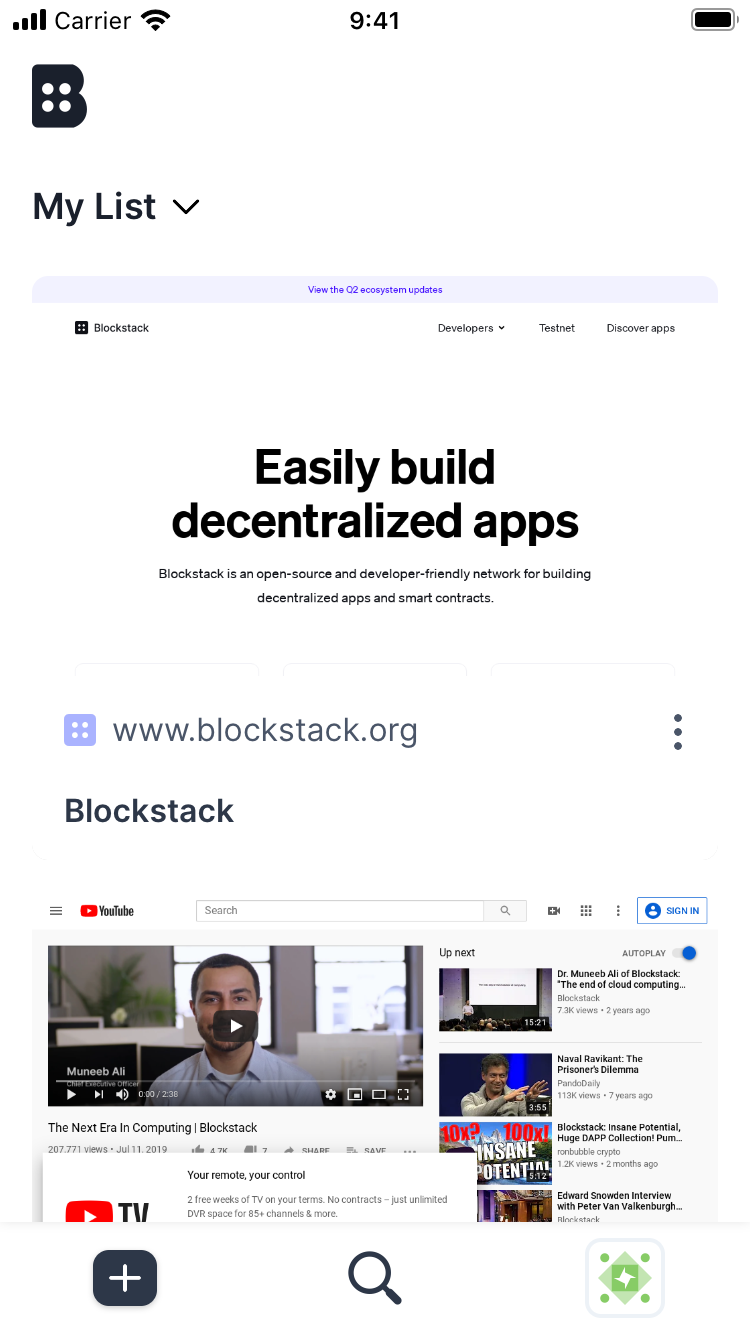 Carrier
9:41
My List
View the Q2 ecosystem updates
Blockstack
Developers
Testnet
Discover apps
Easily build
decentralized apps
Blockstack is an open-source and developer-friendly network for building
decentralized apps and smart contracts.
www.blockstack.org
Blockstack
YouTube
Search
SIGN IN
Muneeb Ali
Chief Executive Officer
0:00 / 2:38
The Next Era In Computing | Blockstack
207,771 views • Jul 11, 2019
4.7K
7
SHARE
SAVE
Your remote, your control
2 free weeks of TV on your terms. No contracts – just unlimited
DVR space for 85+ channels & more.
TV
Up next
AUTOPLAY
15:21
Dr. Muneeb Ali of Blockstack:
"The end of cloud computing...
Blockstack
7.3K views • 2 years ago
3:55
Naval Ravikant: The
Prisoner's Dilemma
PandoDaily
113K views • 7 years ago
10x? 100x!
INSANE
POTENTIAL
5:12
Blockstack: Insane Potential,
Huge DAPP Collection! Pum...
ronbubble crypto
1.2K views • 2 months ago
Edward Snowden Interview
with Peter Van Valkenburgh...
Blockstack